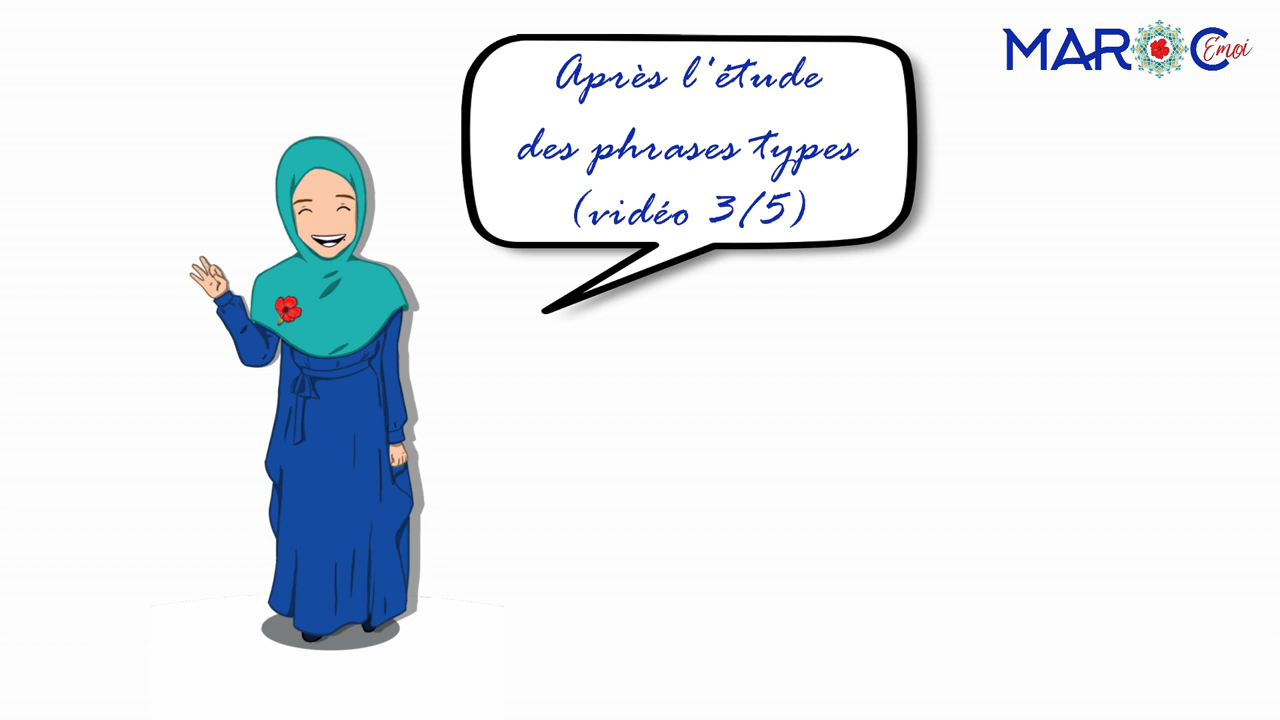 Après l'étude
des phrases types
(vidéo 3/5)
MAROC
Emoi